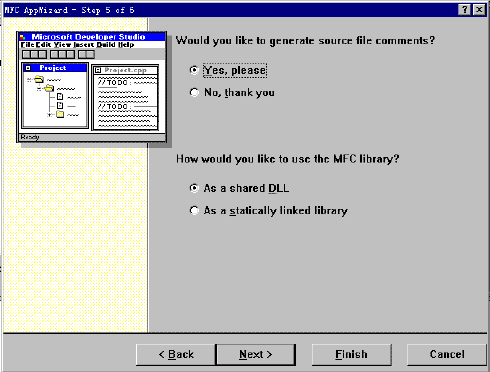 MFC AppWizard - Step 5 of 6
Microsoft Developer Studio
File Edit View Insert Build Help
Project
Project.cpp
//TODO:
//TODO:
Ready
Would you like to generate source file comments?
Yes, please
No, thank you
How would you like to use the MFC library?
As a shared DLL
As a statically linked library
< Back
Next >
Finish
Cancel